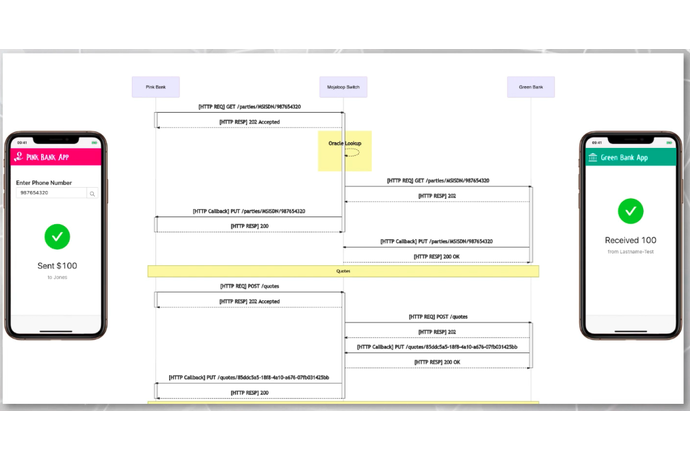 Pink Bank
Mojaloop Switch
Green Bank
[HTTP REQ] GET /parties/MSISDN/987654320
[HTTP RESP] 202 Accepted
Oracle Lookup
[HTTP REQ] GET /parties/MSISDN/987654320
[HTTP RESP] 202
[HTTP Callback] PUT /parties/MSISDN/987654320
[HTTP RESP] 200
[HTTP Callback] PUT /parties/MSISDN/987654320
[HTTP RESP] 200 OK
Quotes
[HTTP REQ] POST /quotes
[HTTP RESP] 202 Accepted
[HTTP REQ] POST /quotes
[HTTP RESP] 202
[HTTP Callback] PUT /quotes/85ddc5a5-18f8-4a10-a676-07fb031425bb
[HTTP RESP] 200 OK
[HTTP Callback] PUT /quotes/85ddc5a5-18f8-4a10-a676-07fb031425bb
[HTTP RESP] 200
09:41
Pink Bank App
Enter Phone Number
987654320
Sent $100
to Jones
09:41
Green Bank App
Received 100
from Lastname-Test